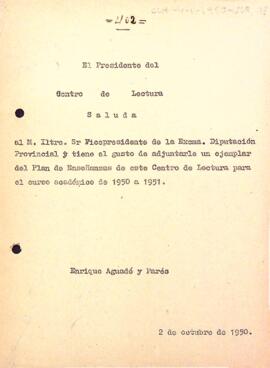 - 402 -
El Presidente del
Centro de Lectura
Saluda
al M. Iltre. Sr Vicepresidente de la Excma. Diputación
Provincial y tiene el gusto de adjuntarle un ejemplar
del Plan de Enseñanzas de este Centro de Lectura para
el curso académico de 1950 a 1951.
Enrique Aguadé y Parés
2 de octubre de 1950.